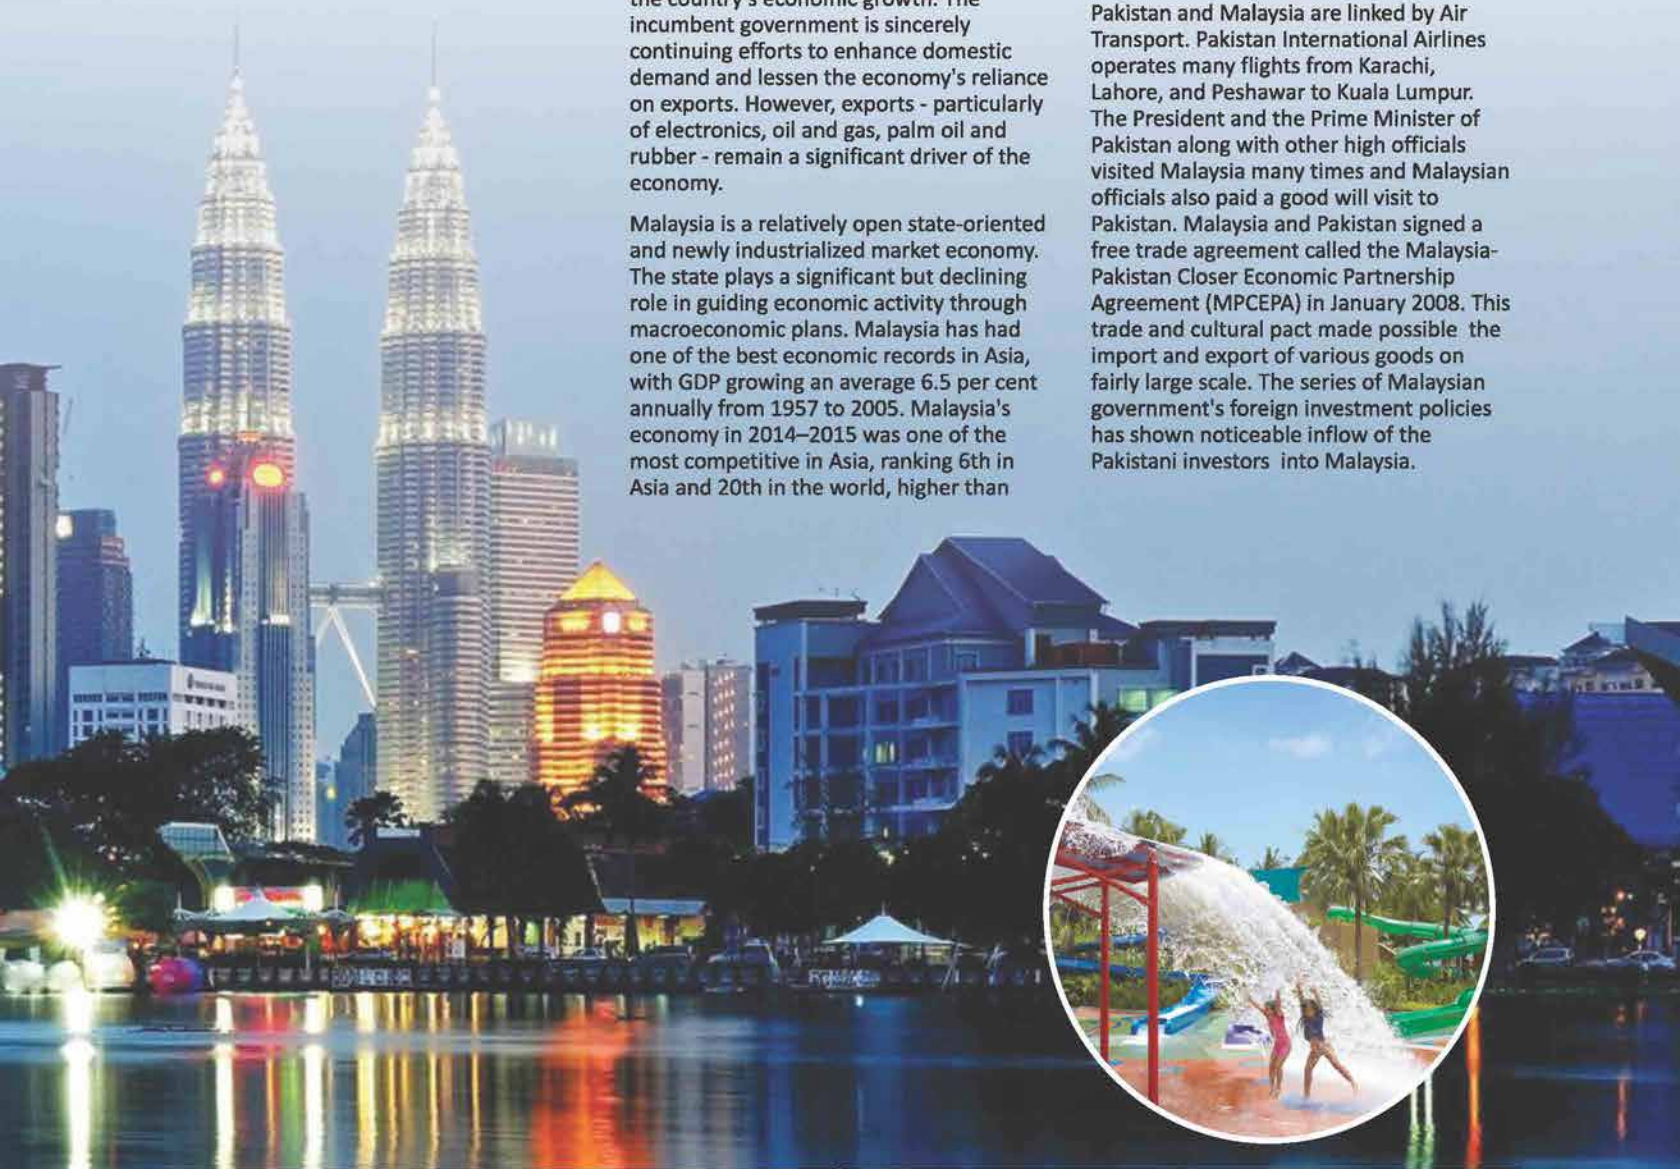 the country's economic growth. The
incumbent government is sincerely
continuing efforts to enhance domestic
demand and lessen the economy's reliance
on exports. However, exports - particularly
of electronics, oil and gas, palm oil and
rubber - remain a significant driver of the
economy.
Malaysia is a relatively open state-oriented
and newly industrialized market economy.
The state plays a significant but declining
role in guiding economic activity through
macroeconomic plans. Malaysia has had
one of the best economic records in Asia,
with GDP growing an average 6.5 per cent
annually from 1957 to 2005. Malaysia's
economy in 2014–2015 was one of the
most competitive in Asia, ranking 6th in
Asia and 20th in the world, higher than
Pakistan and Malaysia are linked by Air
Transport. Pakistan International Airlines
operates many flights from Karachi,
Lahore, and Peshawar to Kuala Lumpur.
The President and the Prime Minister of
Pakistan along with other high officials
visited Malaysia many times and Malaysian
officials also paid a good will visit to
Pakistan. Malaysia and Pakistan signed a
free trade agreement called the Malaysia-
Pakistan Closer Economic Partnership
Agreement (MPCEPA) in January 2008. This
trade and cultural pact made possible the
import and export of various goods on
fairly large scale. The series of Malaysian
government's foreign investment policies
has shown noticeable inflow of the
Pakistani investors into Malaysia.